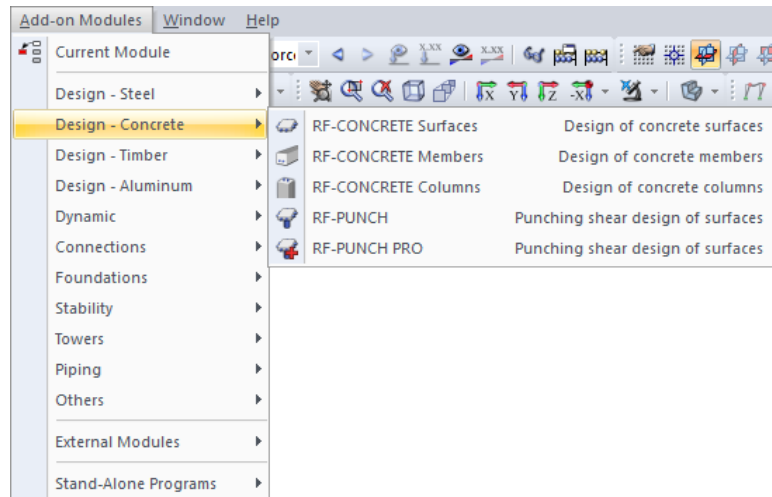 Add-on Modules Window Help
Current Module
orce
X.XX X.XX
Design - Steel
X Y Z -X
Design - Concrete
RF-CONCRETE Surfaces Design of concrete surfaces
Design - Timber
RF-CONCRETE Members Design of concrete members
Design - Aluminum
RF-CONCRETE Columns Design of concrete columns
Dynamic
RF-PUNCH Punching shear design of surfaces
Connections
RF-PUNCH PRO Punching shear design of surfaces
Foundations
Stability
Towers
Piping
Others
External Modules
Stand-Alone Programs